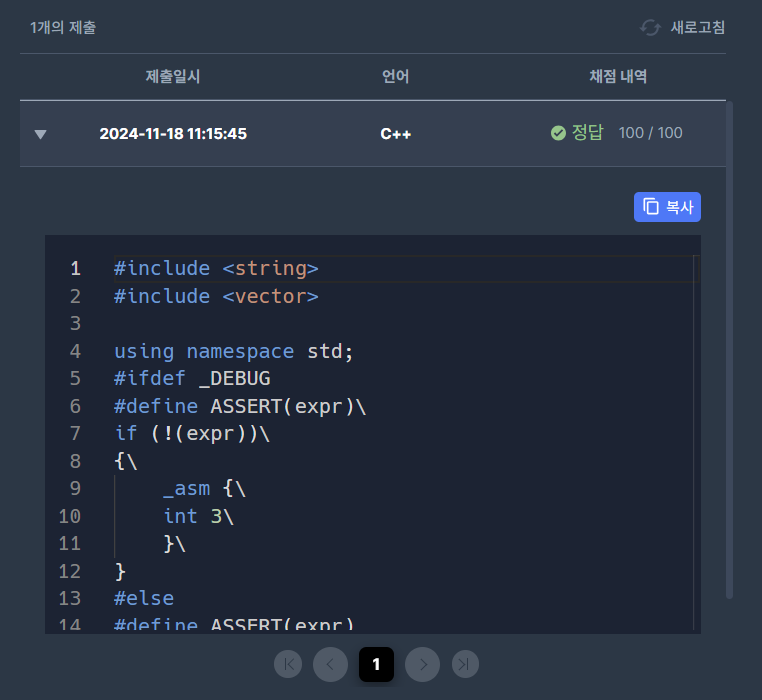 1개의 제출 새로고침
제출일시 언어 채점 내역
▼ 2024-11-18 11:15:45 C++ 정답 100 / 100
복사
1 #include <string>
2 #include <vector>
3
4 using namespace std;
5 #ifdef _DEBUG
6 #define ASSERT(expr)\
7 if (!(expr))\
8 {\
9     _asm {\
10     int 3\
11     }\
12 }
13 #else
14 #define ASSERT(expr)
1